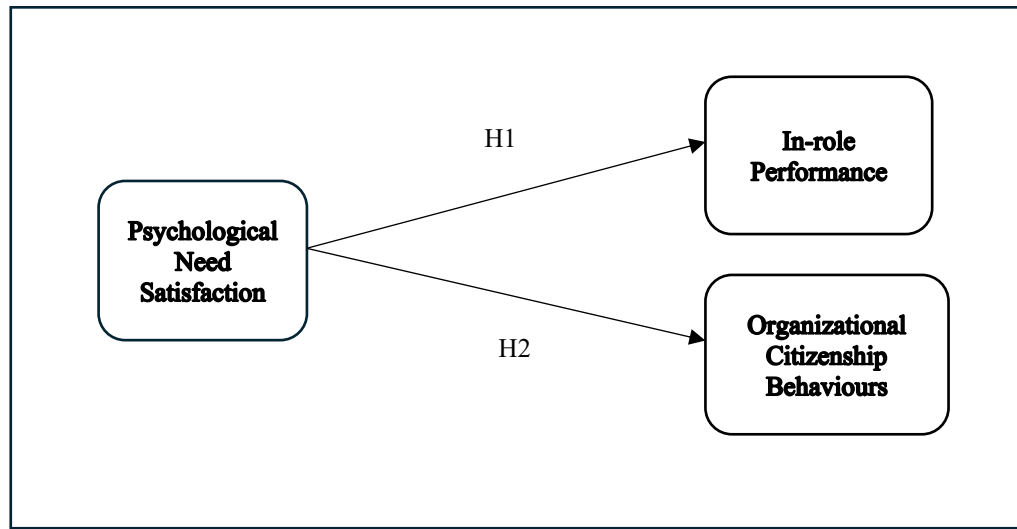 H1
In-role
Performance
Psychological
Need
Satisfaction
Organizational
Citizenship
Behaviours
H2